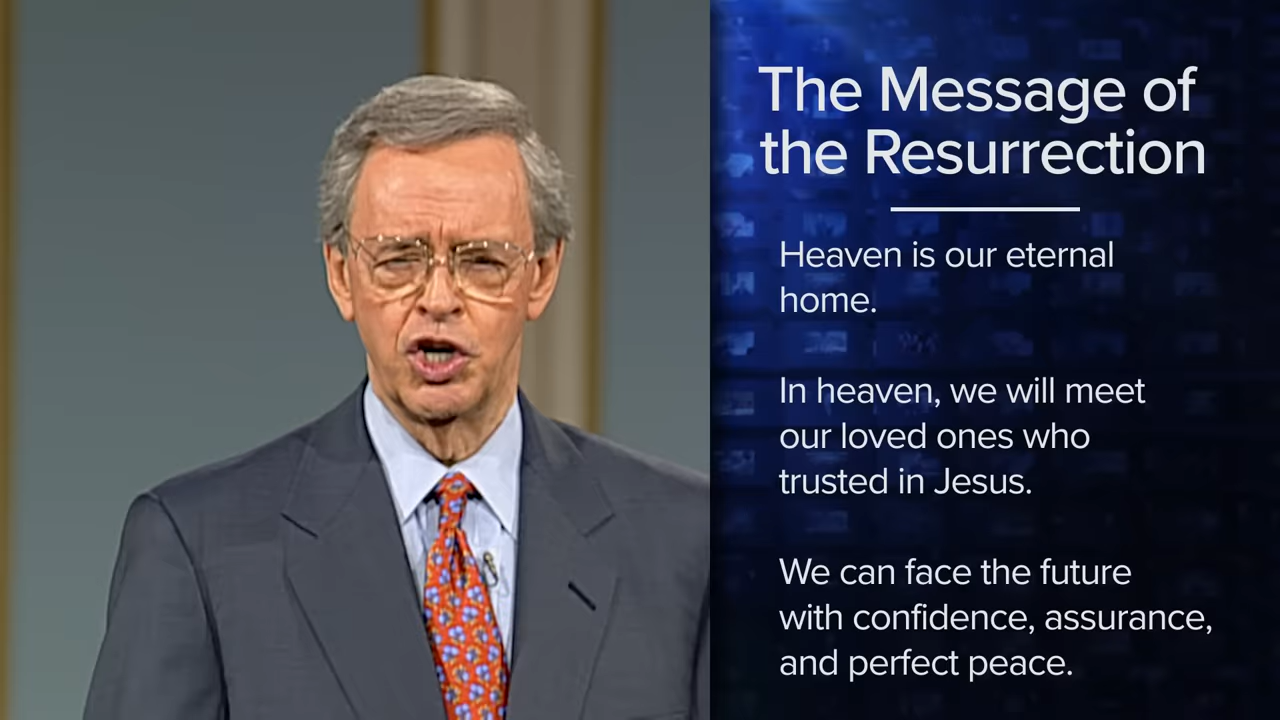 The Message of
the Resurrection
Heaven is our eternal
home.
In heaven, we will meet
our loved ones who
trusted in Jesus.
We can face the future
with confidence, assurance,
and perfect peace.